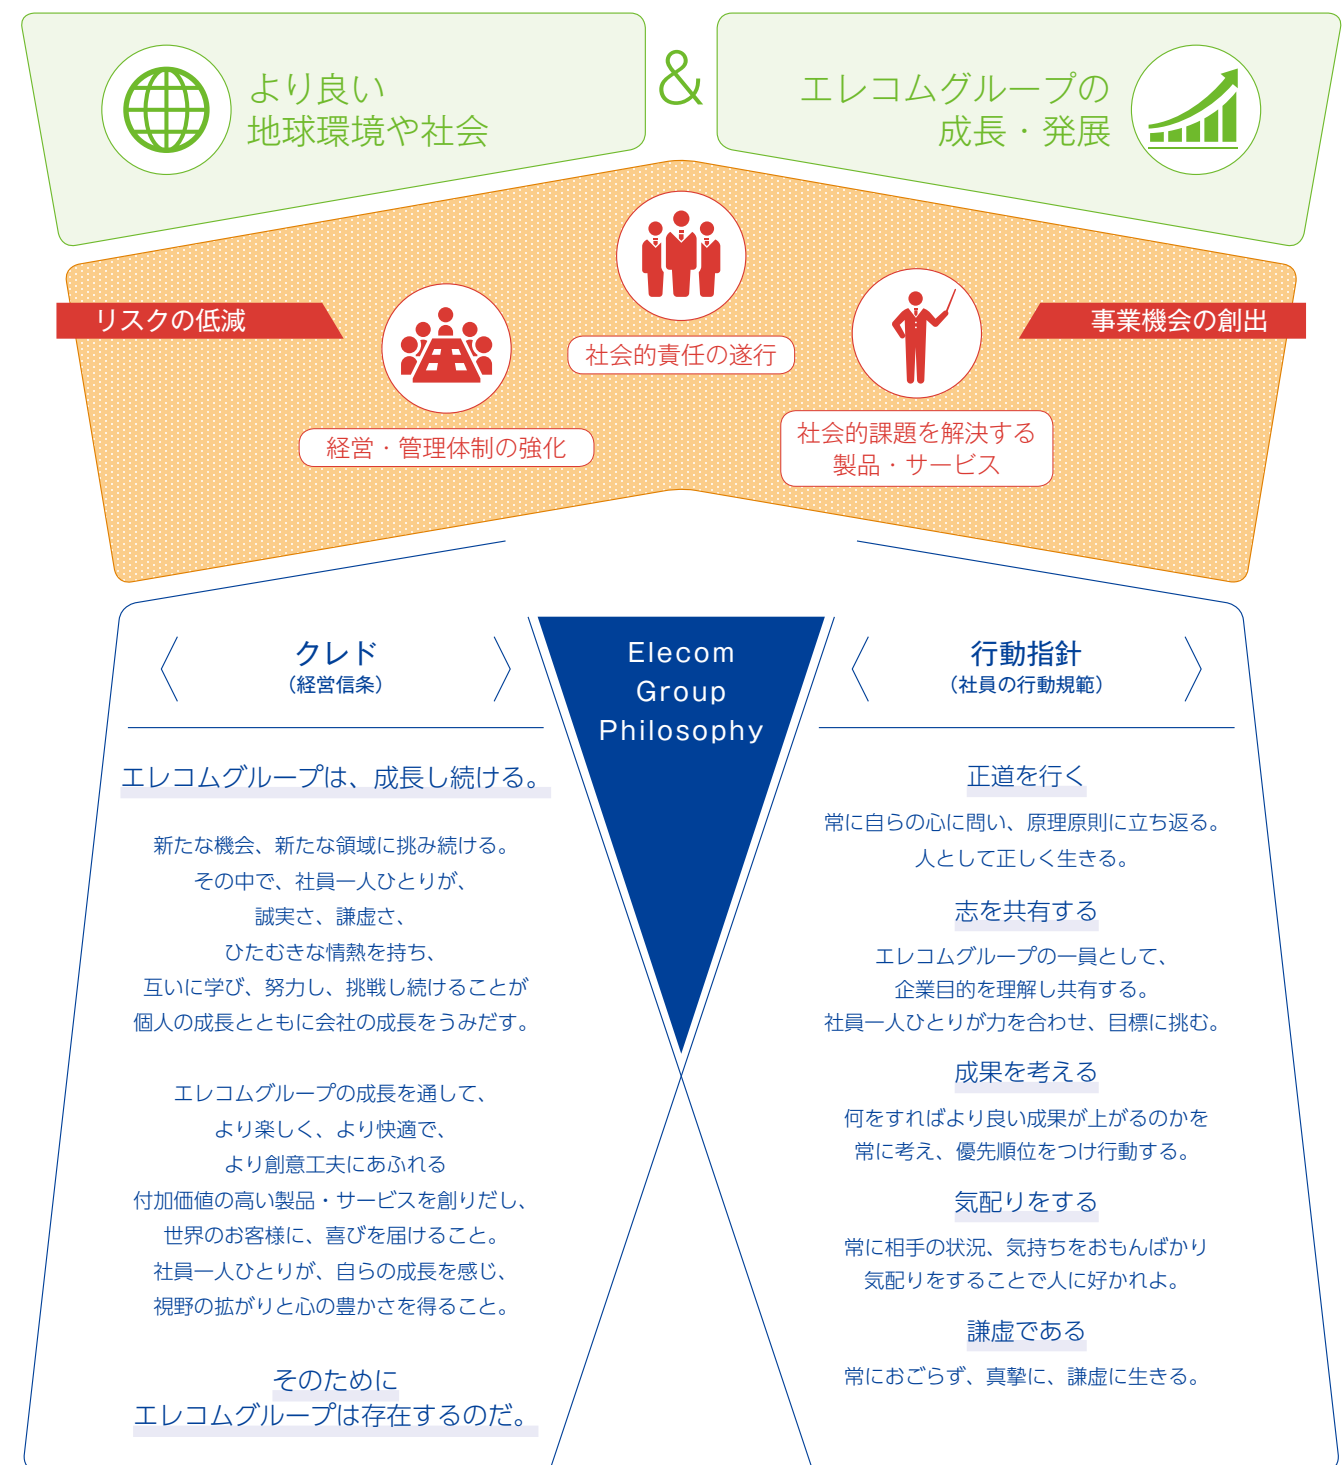 より良い
地球環境や社会
&
エレコムグループの
成長・発展
リスクの低減
事業機会の創出
社会的責任の遂行
経営・管理体制の強化
社会的課題を解決する
製品・サービス
Elecom
Group
Philosophy
クレド
（経営信条）
エレコムグループは、成長し続ける。
新たな機会、新たな領域に挑み続ける。
その中で、社員一人ひとりが、
誠実さ、謙虚さ、
ひたむきな情熱を持ち、
互いに学び、努力し、挑戦し続けることが
個人の成長とともに会社の成長をうみだす。
エレコムグループの成長を通して、
より楽しく、より快適で、
より創意工夫にあふれる
付加価値の高い製品・サービスを創りだし、
世界のお客様に、喜びを届けること。
社員一人ひとりが、自らの成長を感じ、
視野の拡がりと心の豊かさを得ること。
そのために
エレコムグループは存在するのだ。
行動指針
（社員の行動規範）
正道を行く
常に自らの心に問い、原理原則に立ち返る。
人として正しく生きる。
志を共有する
エレコムグループの一員として、
企業目的を理解し共有する。
社員一人ひとりが力を合わせ、目標に挑む。
成果を考える
何をすればより良い成果が上がるのかを
常に考え、優先順位をつけ行動する。
気配りをする
常に相手の状況、気持ちをおもんばかり
気配りをすることで人に好かれよ。
謙虚である
常におごらず、真摯に、謙虚に生きる。